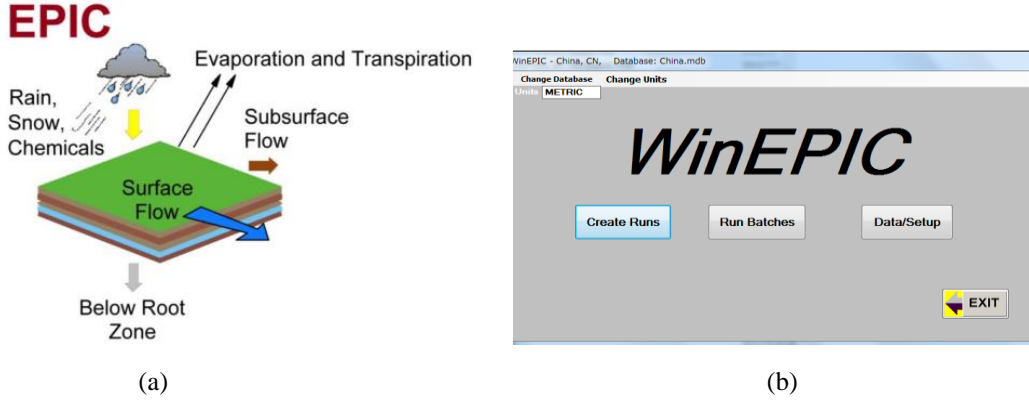 EPIC
Evaporation and Transpiration
Rain,
Snow,
Chemicals
Subsurface
Flow
Surface
Flow
Below Root
Zone
(a)
WinEPIC - China, CN, Database: China.mdb
Change Database Change Units
Units METRIC
WinEPIC
Create Runs Run Batches Data/Setup
EXIT
(b)